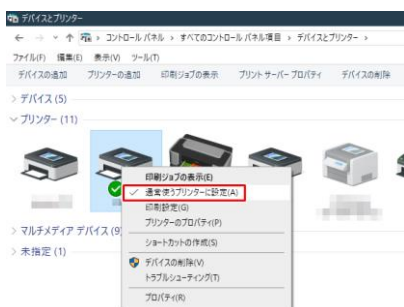 デバイスとプリンター
コントロール パネル > すべてのコントロール パネル項目 > デバイスとプリンター >
ファイル(F) 編集(E) 表示(V) ツール(T)
デバイスの追加 プリンターの追加 印刷ジョブの表示 プリント サーバー プロパティ デバイスの削除
> デバイス (5)
プリンター (11)
印刷ジョブの表示(E)
✓ 通常使うプリンターに設定(A)
印刷設定(G)
プリンターのプロパティ(P)
ショートカットの作成(S)
デバイスの削除(V)
トラブルシューティング(T)
プロパティ(R)
> マルチメディア デバイス (9)
> 未指定 (1)